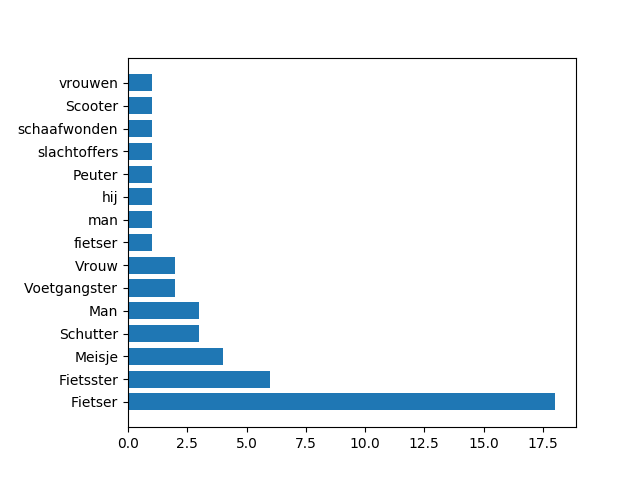 vrouwen
Scooter
schaafwonden
slachtoffers
Peuter
hij
man
fietser
Vrouw
Voetgangster
Man
Schutter
Meisje
Fietsster
Fietser
0.0 2.5 5.0 7.5 10.0 12.5 15.0 17.5